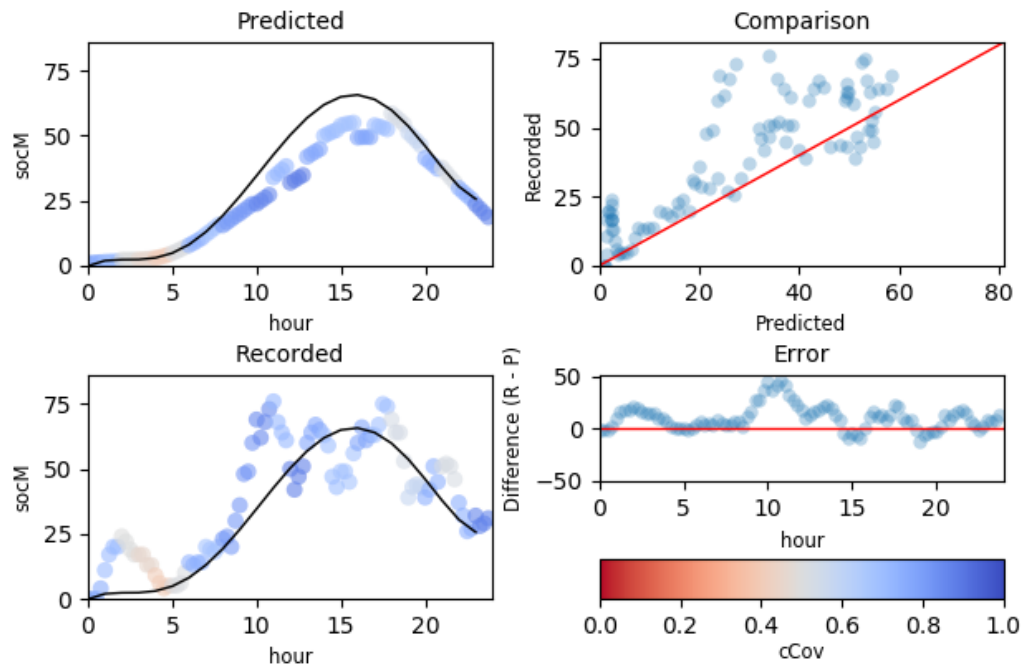 Predicted
75
50
25
0
socM
0 5 10 15 20
hour
Comparison
75
50
25
0
Recorded
0 20 40 60 80
Predicted
Recorded
75
50
25
0
socM
0 5 10 15 20
hour
Error
50
0
−50
Difference (R - P)
0 5 10 15 20
hour
0.0 0.2 0.4 0.6 0.8 1.0
cCov